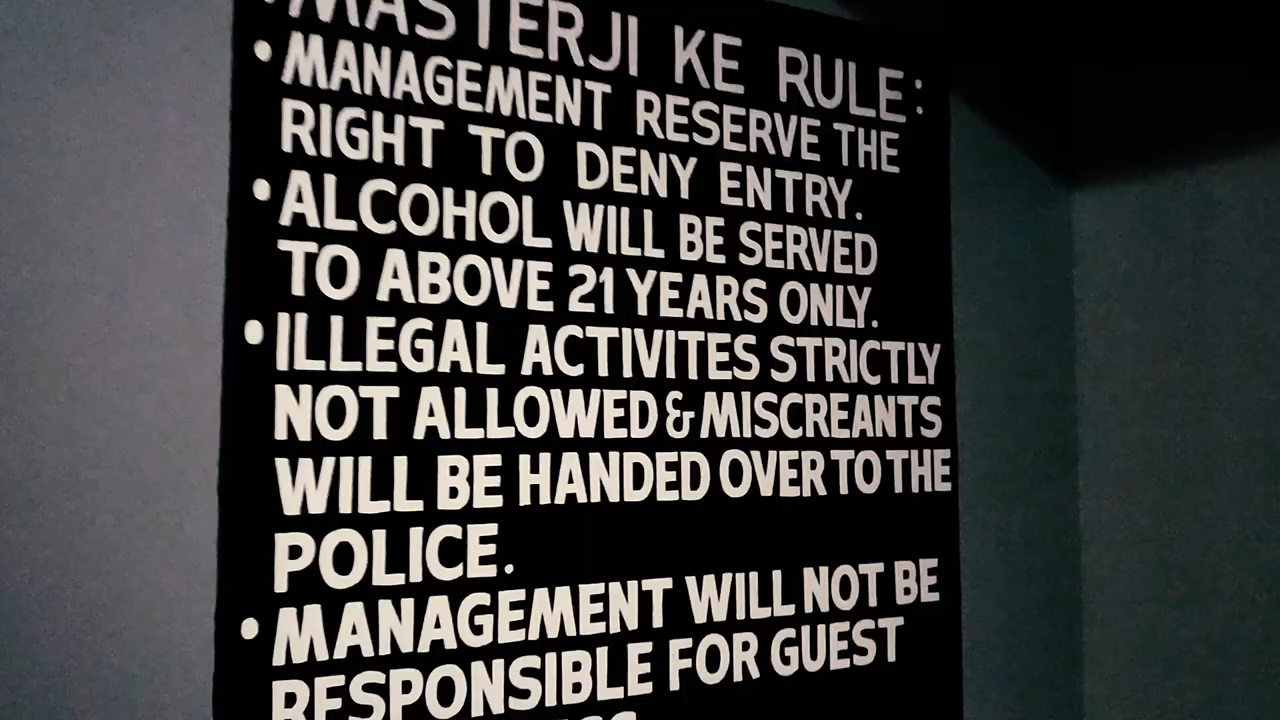 MASTERJI KE RULE:
• MANAGEMENT RESERVE THE
RIGHT TO DENY ENTRY.
• ALCOHOL WILL BE SERVED
TO ABOVE 21 YEARS ONLY.
• ILLEGAL ACTIVITES STRICTLY
NOT ALLOWED & MISCREANTS
WILL BE HANDED OVER TO THE
POLICE.
• MANAGEMENT WILL NOT BE
RESPONSIBLE FOR GUEST